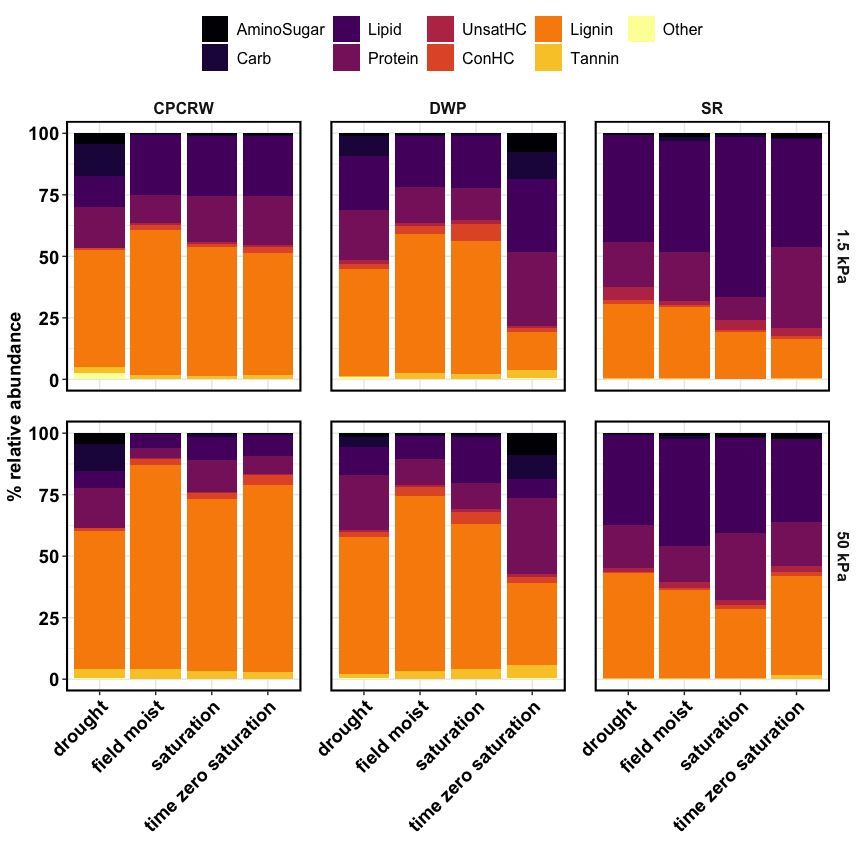 AminoSugar Lipid UnsatHC Lignin Other
Carb Protein ConHC Tannin
CPCRW DWP SR
% relative abundance
100
75
50
25
0
1.5 kPa
100
75
50
25
0
50 kPa
drought field moist saturation time zero saturation drought field moist saturation time zero saturation drought field moist saturation time zero saturation